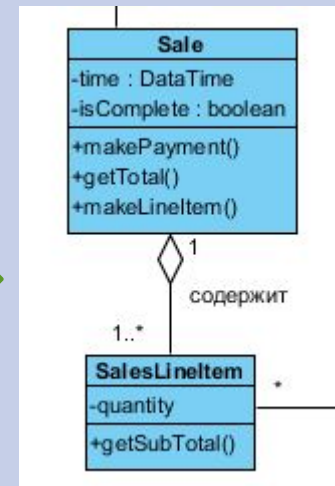 Sale
-time : DataTime
-isComplete : boolean
+makePayment()
+getTotal()
+makeLineItem()
1
содержит
1..*
SalesLineItem
-quantity
*
+getSubTotal()